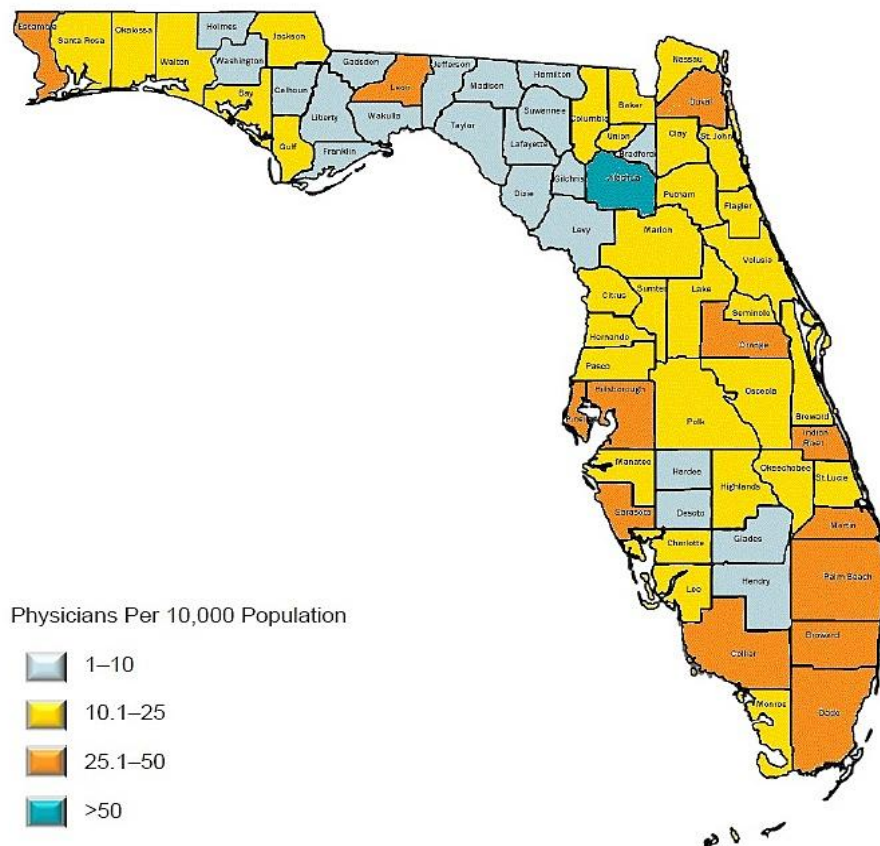 Escambia
Santa Rosa
Okalossa
Walton
Holmes
Washington
Jackson
Bay
Calhoun
Gulf
Liberty
Franklin
Gadsden
Leon
Wakulla
Jefferson
Madison
Taylor
Hamilton
Suwannee
Lafayette
Dixie
Gilchrist
Levy
Columbia
Baker
Union
Bradford
Nassau
Duval
Clay
St. John
Putnam
Flagler
Marion
Volusia
Citrus
Sumter
Lake
Seminole
Orange
Hernando
Pasco
Hillsborough
Polk
Osceola
Indian
River
Manatee
Hardee
Highlands
Okeechobee
St. Lucie
Sarasota
Desoto
Martin
Charlotte
Glades
Lee
Hendry
Palm Beach
Collier
Broward
Monroe
Dade
Physicians Per 10,000 Population
1–10
10.1–25
25.1–50
>50